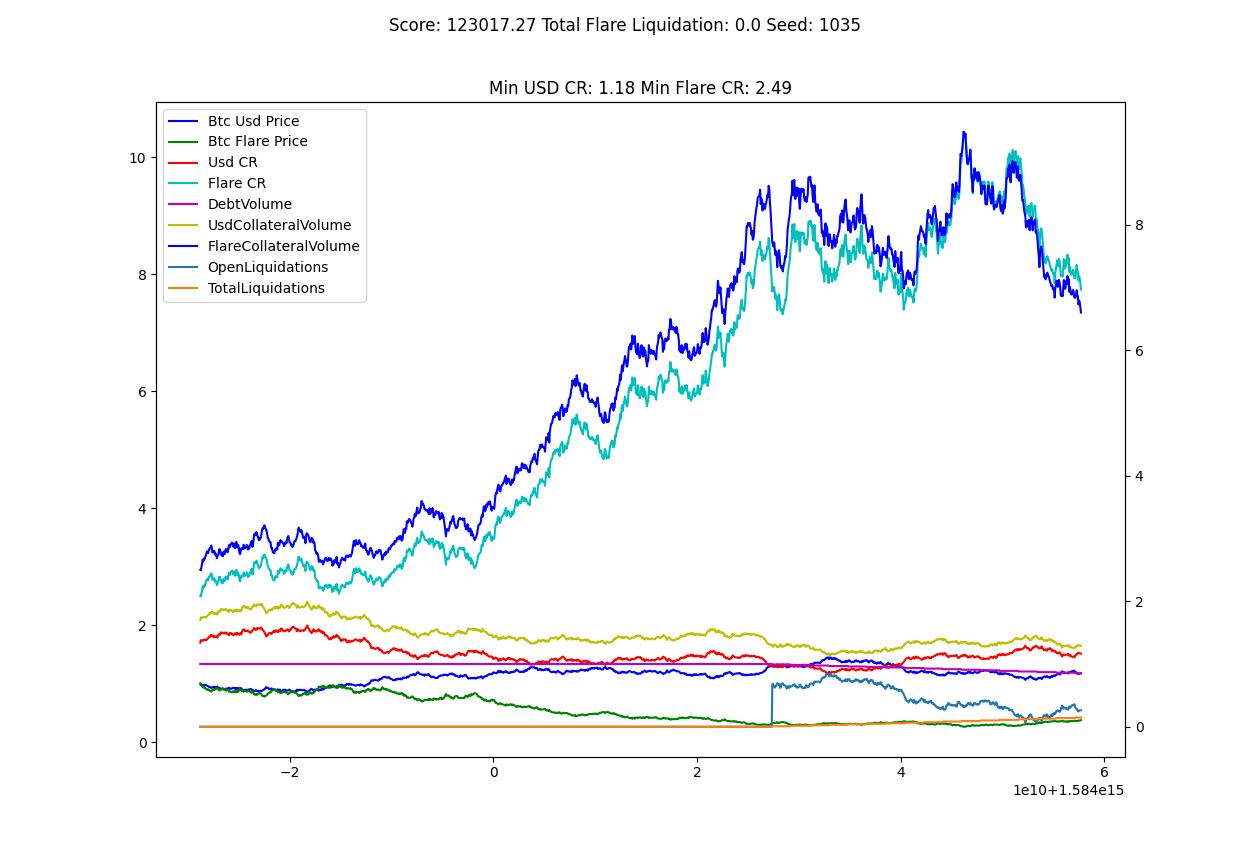 Score: 123017.27 Total Flare Liquidation: 0.0 Seed: 1035
Min USD CR: 1.18 Min Flare CR: 2.49
Btc Usd Price
Btc Flare Price
Usd CR
Flare CR
DebtVolume
UsdCollateralVolume
FlareCollateralVolume
OpenLiquidations
TotalLiquidations
10
8
6
4
2
0
8
6
4
2
0
−2
0
2
4
6
1e10+1.584e15